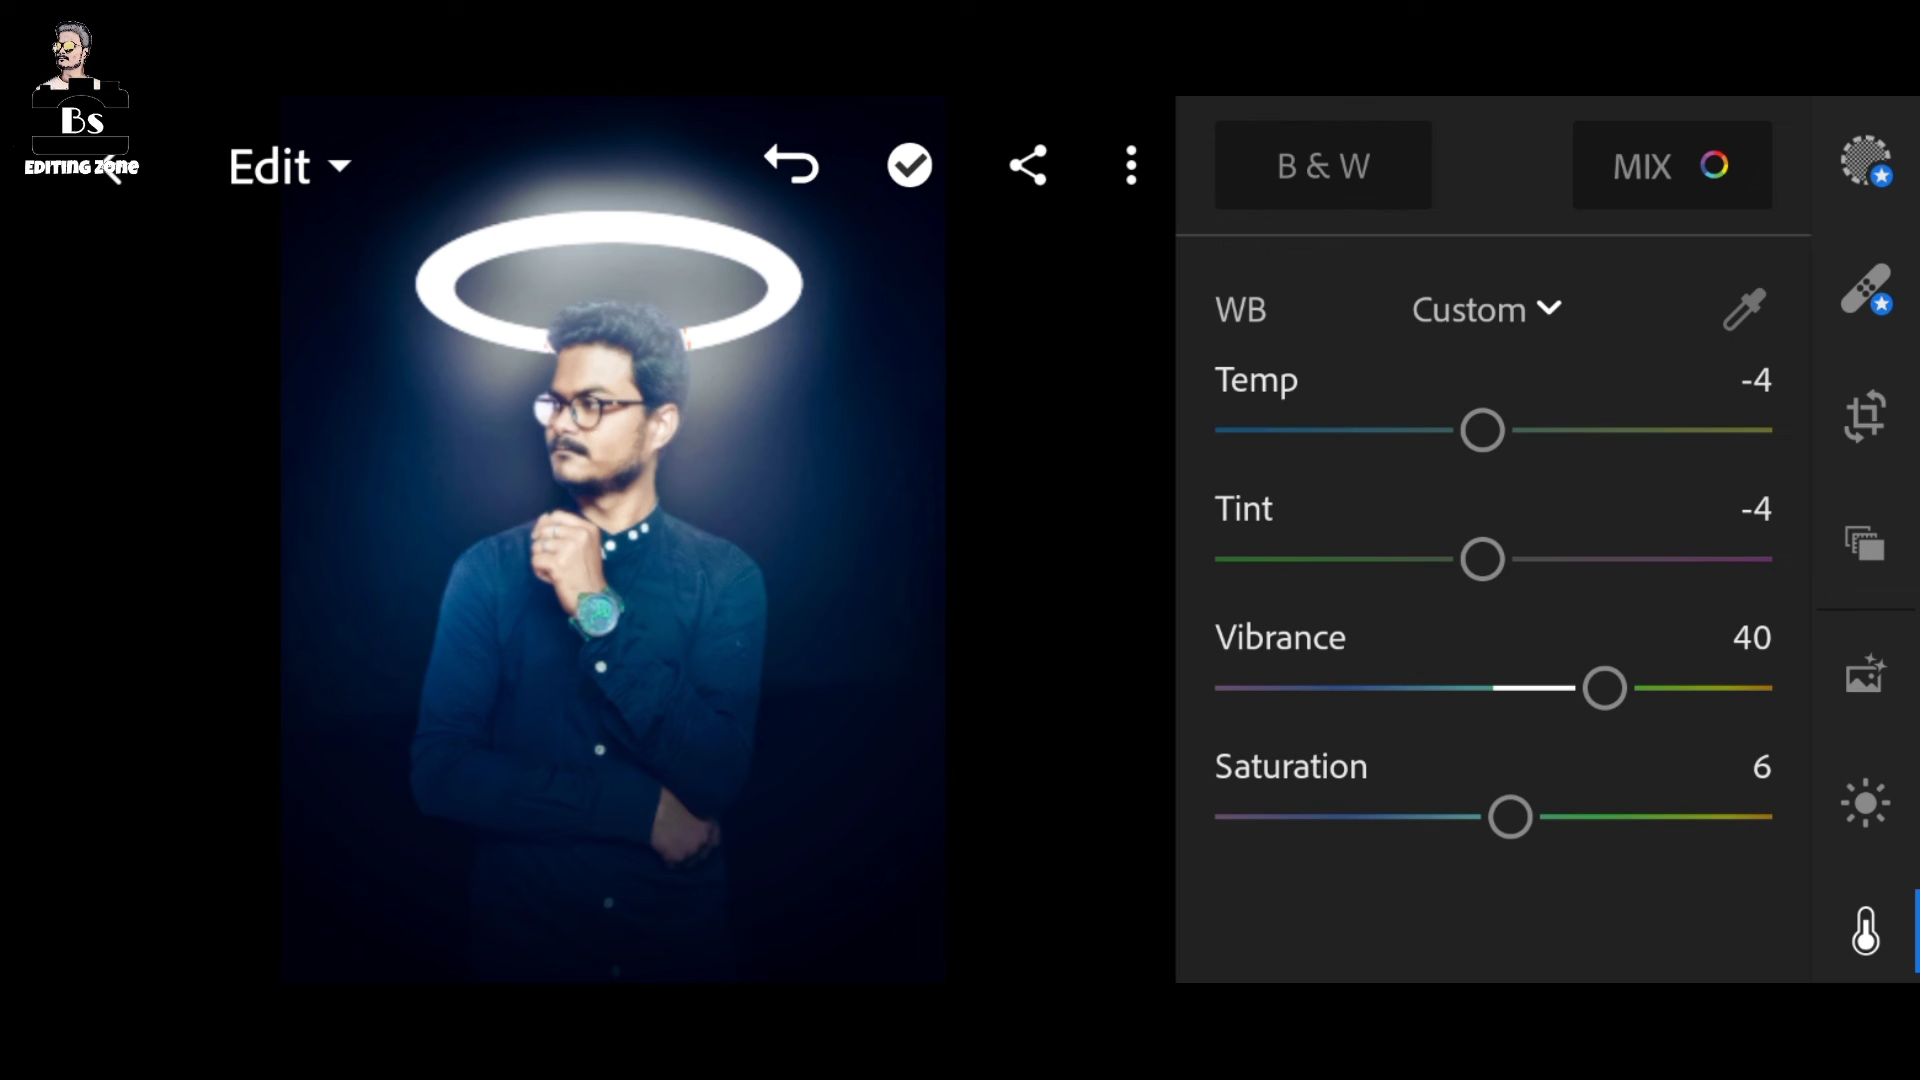 Bs
EDITING ZONE
Edit
B & W
MIX
WB
Custom
Temp
-4
Tint
-4
Vibrance
40
Saturation
6